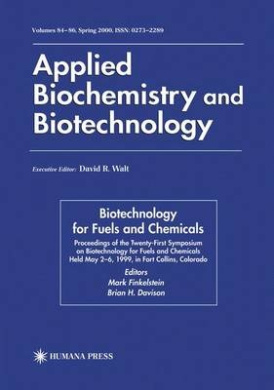 Volumes 84–86, Spring 2000, ISSN: 0273–2289
Applied
Biochemistry and
Biotechnology
Executive Editor: David R. Walt
Biotechnology
for Fuels and Chemicals
Proceedings of the Twenty-First Symposium
on Biotechnology for Fuels and Chemicals
Held May 2–6, 1999, in Fort Collins, Colorado
Editors
Mark Finkelstein
Brian H. Davison
HUMANA PRESS